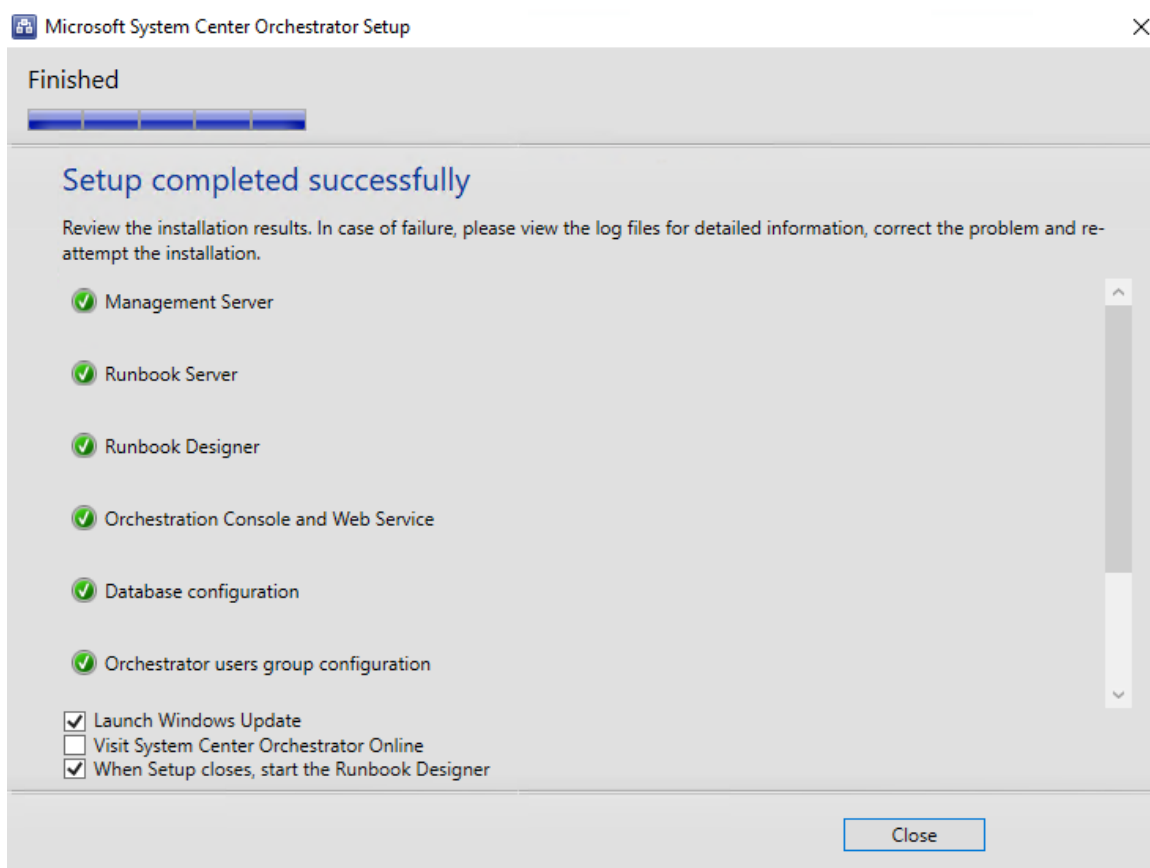 Microsoft System Center Orchestrator Setup
Finished
Setup completed successfully
Review the installation results. In case of failure, please view the log files for detailed information, correct the problem and re-
attempt the installation.
Management Server
Runbook Server
Runbook Designer
Orchestration Console and Web Service
Database configuration
Orchestrator users group configuration
Launch Windows Update
Visit System Center Orchestrator Online
When Setup closes, start the Runbook Designer
Close